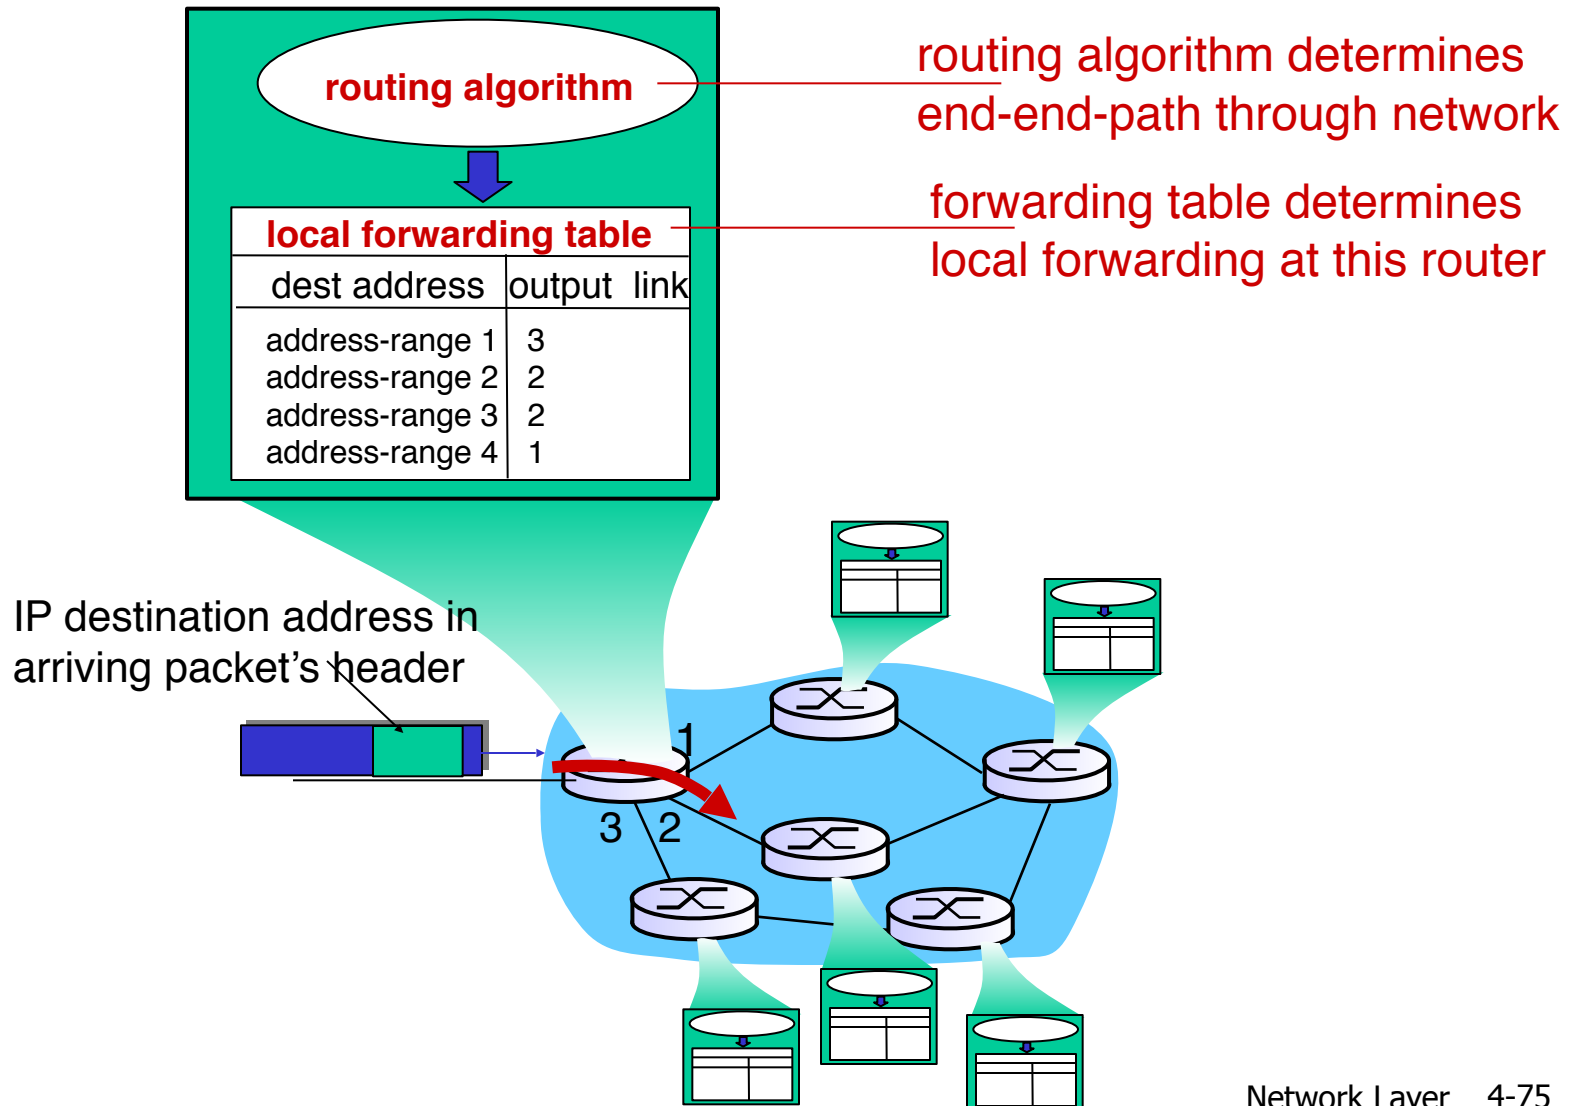 routing algorithm
routing algorithm determines
end-end-path through network
local forwarding table
forwarding table determines
local forwarding at this router
dest address output link
address-range 1 3
address-range 2 2
address-range 3 2
address-range 4 1
IP destination address in
arriving packet's header
1
3 2
Network Layer 4-75